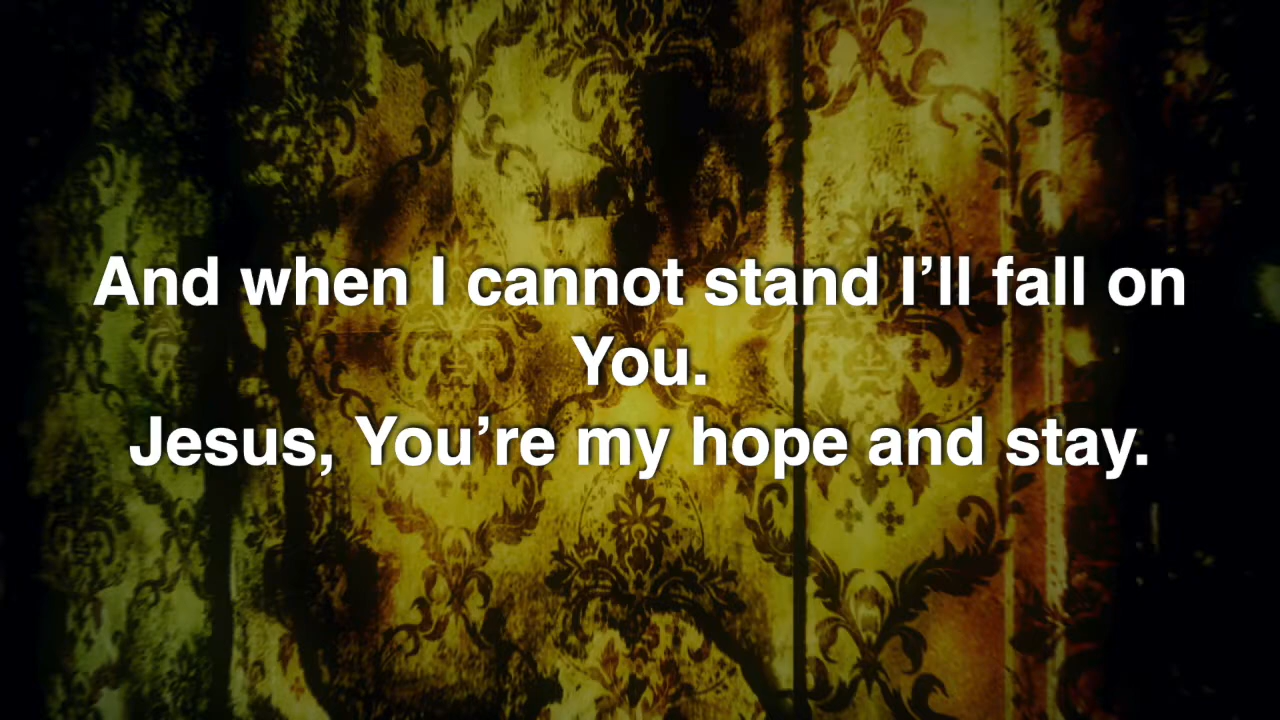 And when I cannot stand I’ll fall on
You.
Jesus, You’re my hope and stay.